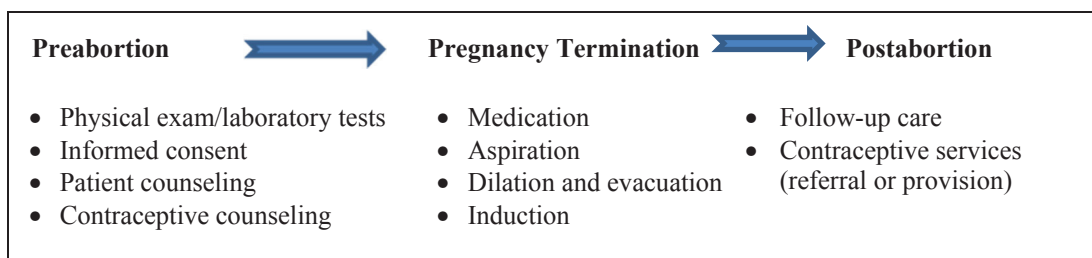 Preabortion
• Physical exam/laboratory tests
• Informed consent
• Patient counseling
• Contraceptive counseling
Pregnancy Termination
• Medication
• Aspiration
• Dilation and evacuation
• Induction
Postabortion
• Follow-up care
• Contraceptive services
(referral or provision)